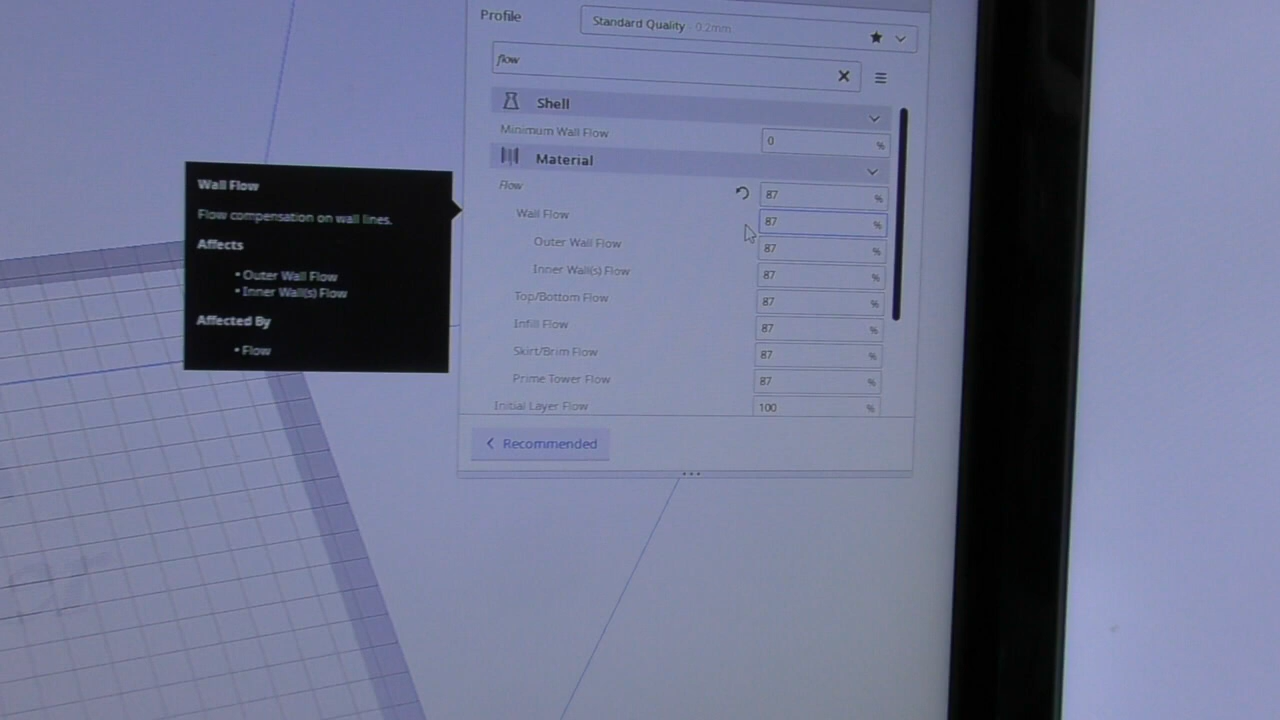 Profile
Standard Quality - 0.2mm
flow
Shell
Minimum Wall Flow 0 %
Material
Flow 87 %
Wall Flow 87 %
Outer Wall Flow 87 %
Inner Wall(s) Flow 87 %
Top/Bottom Flow 87 %
Infill Flow 87 %
Skirt/Brim Flow 87 %
Prime Tower Flow 87 %
Initial Layer Flow 100 %
Recommended
Wall Flow
Flow compensation on wall lines.
Affects
• Outer Wall Flow
• Inner Wall(s) Flow
Affected By
• Flow